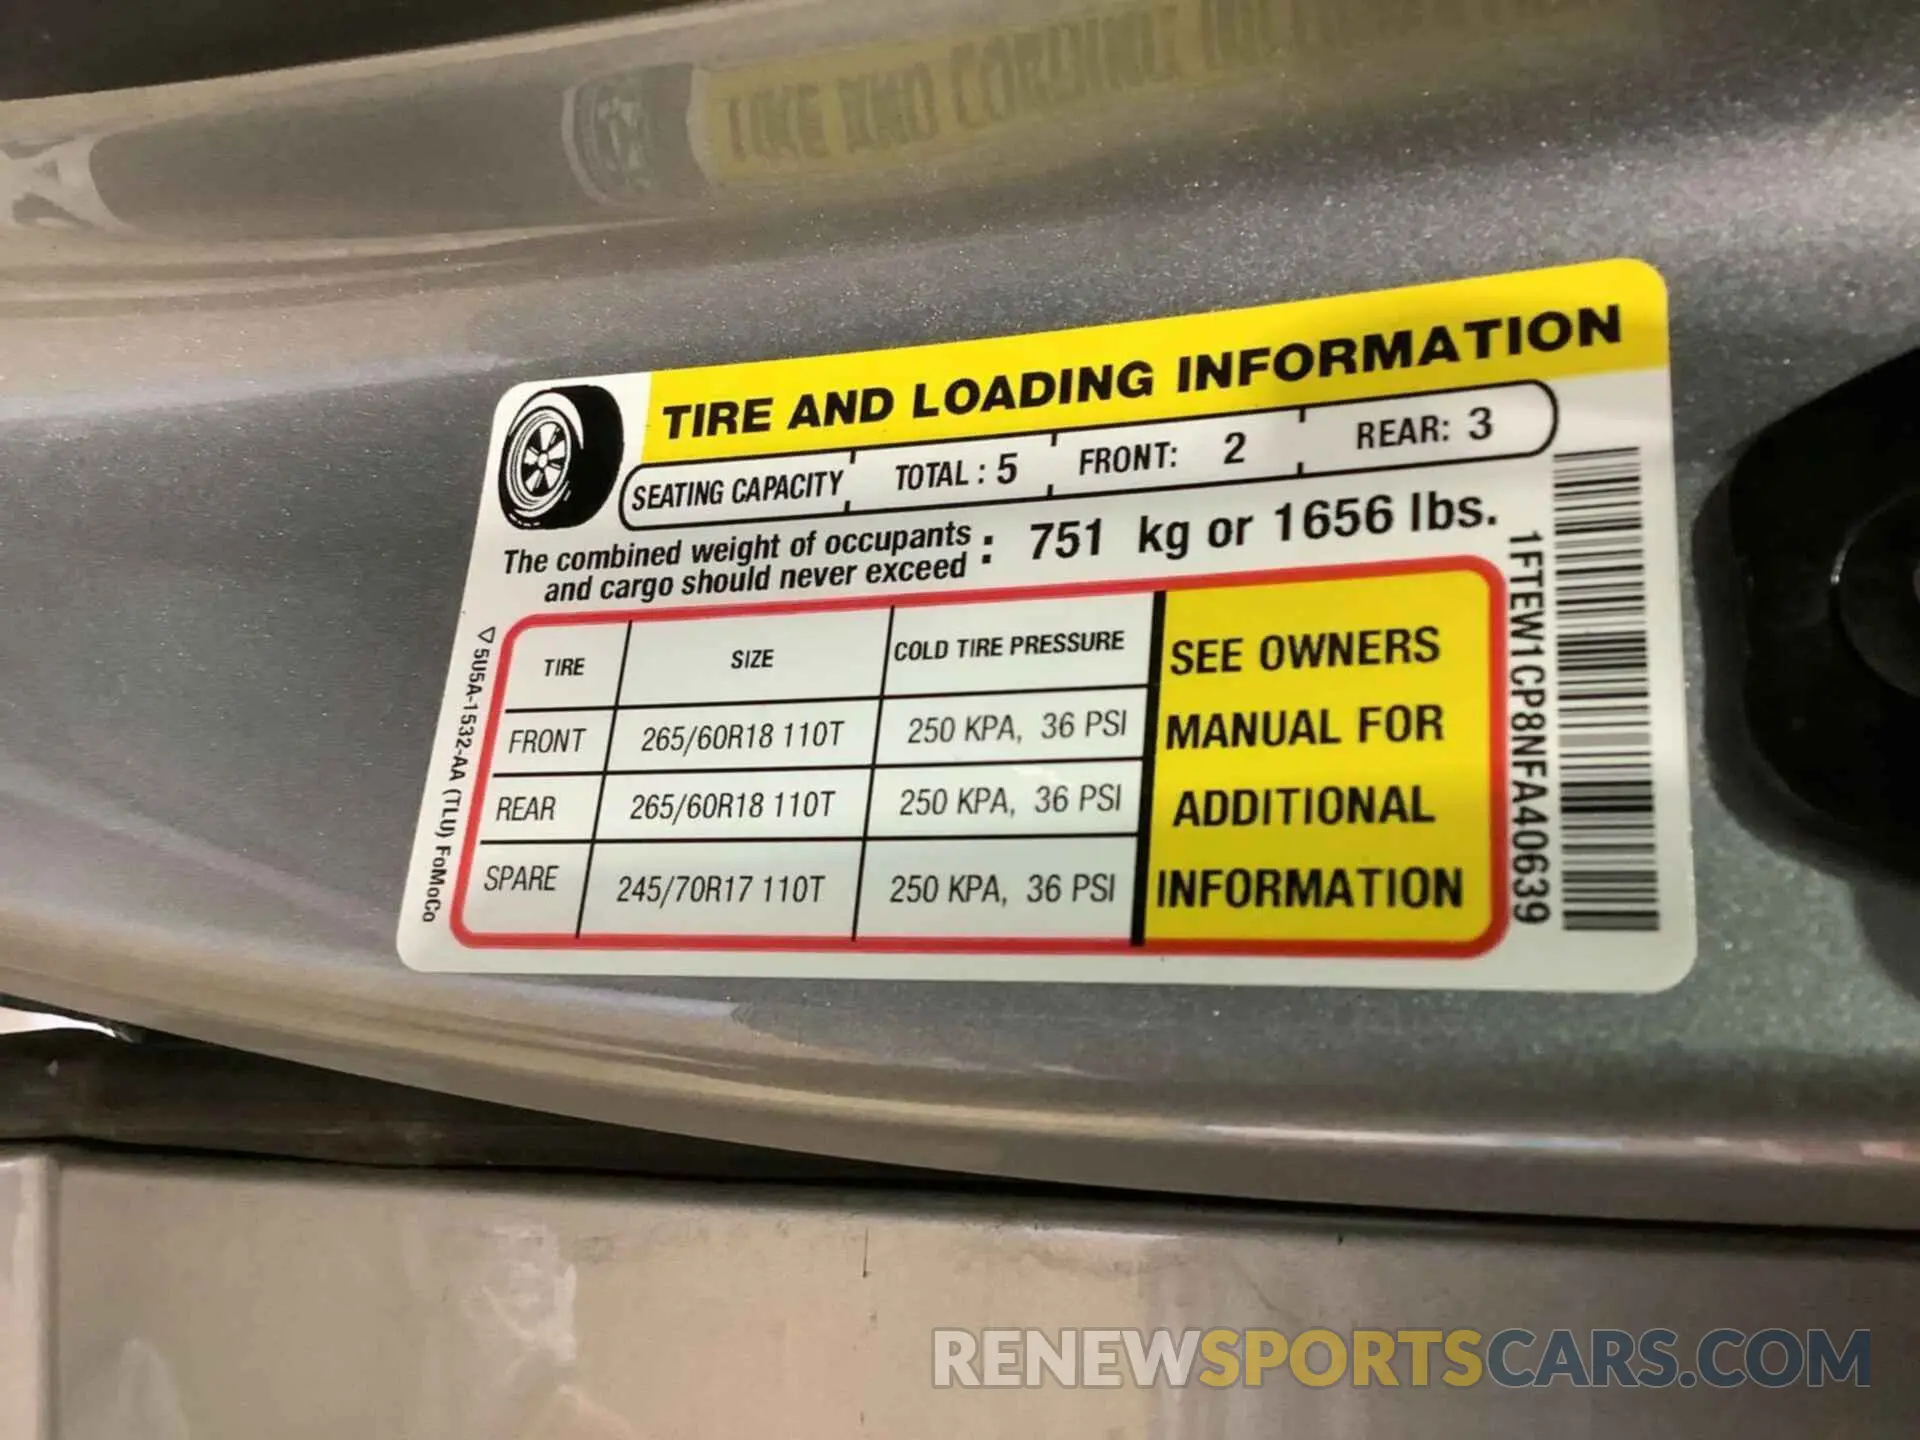 TIRE AND LOADING INFORMATION
SEATING CAPACITY TOTAL : 5 FRONT: 2 REAR: 3
The combined weight of occupants
and cargo should never exceed : 751 kg or 1656 lbs.
TIRE SIZE COLD TIRE PRESSURE
FRONT 265/60R18 110T 250 KPA, 36 PSI
REAR 265/60R18 110T 250 KPA, 36 PSI
SPARE 245/70R17 110T 250 KPA, 36 PSI
SEE OWNERS
MANUAL FOR
ADDITIONAL
INFORMATION
5U5A-1532-AA (TLU) FoMoCo
1FTEW1CP8NFA40639
RENEWSPORTSCARS.COM